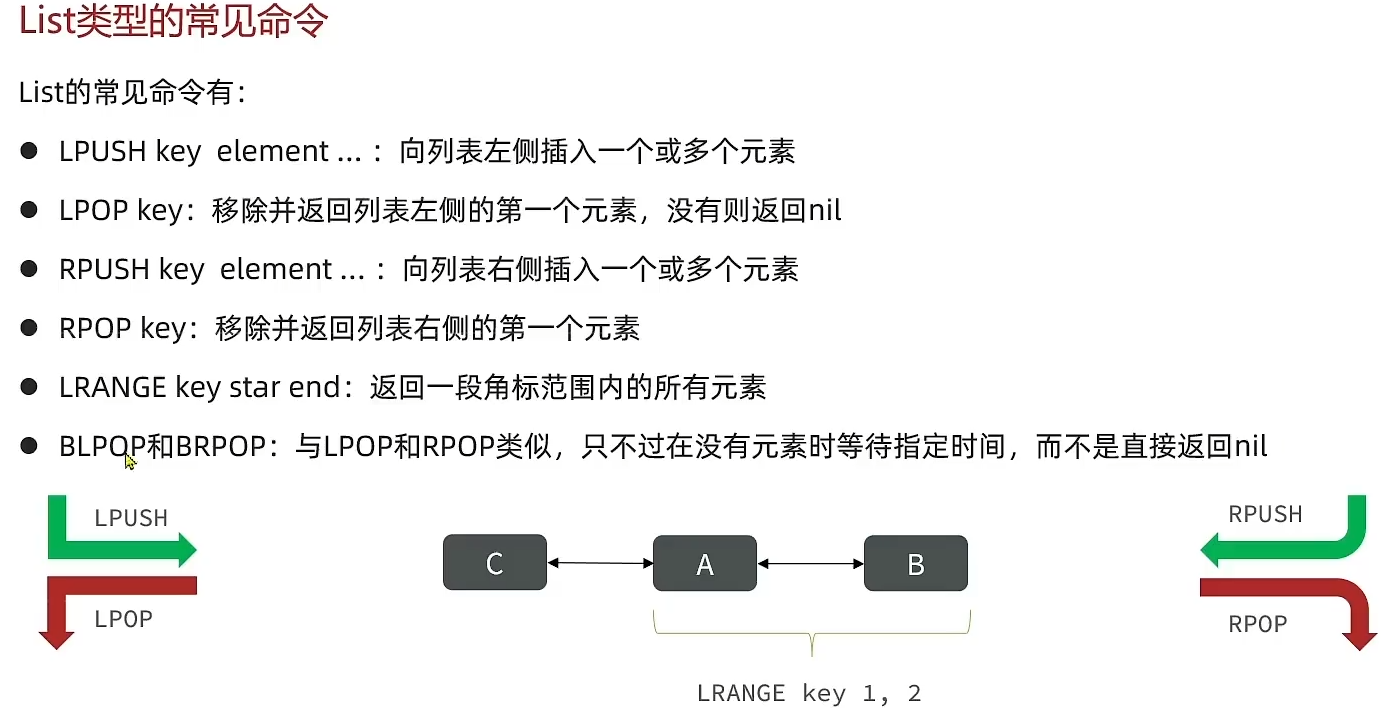 List类型的常见命令
List的常见命令有：
● LPUSH key  element ... ：向列表左侧插入一个或多个元素
● LPOP key：移除并返回列表左侧的第一个元素，没有则返回nil
● RPUSH key  element ... ：向列表右侧插入一个或多个元素
● RPOP key：移除并返回列表右侧的第一个元素
● LRANGE key star end：返回一段角标范围内的所有元素
● BLPOP和BRPOP：与LPOP和RPOP类似，只不过在没有元素时等待指定时间，而不是直接返回nil
LPUSH
RPUSH
C
A
B
LPOP
RPOP
LRANGE key 1, 2